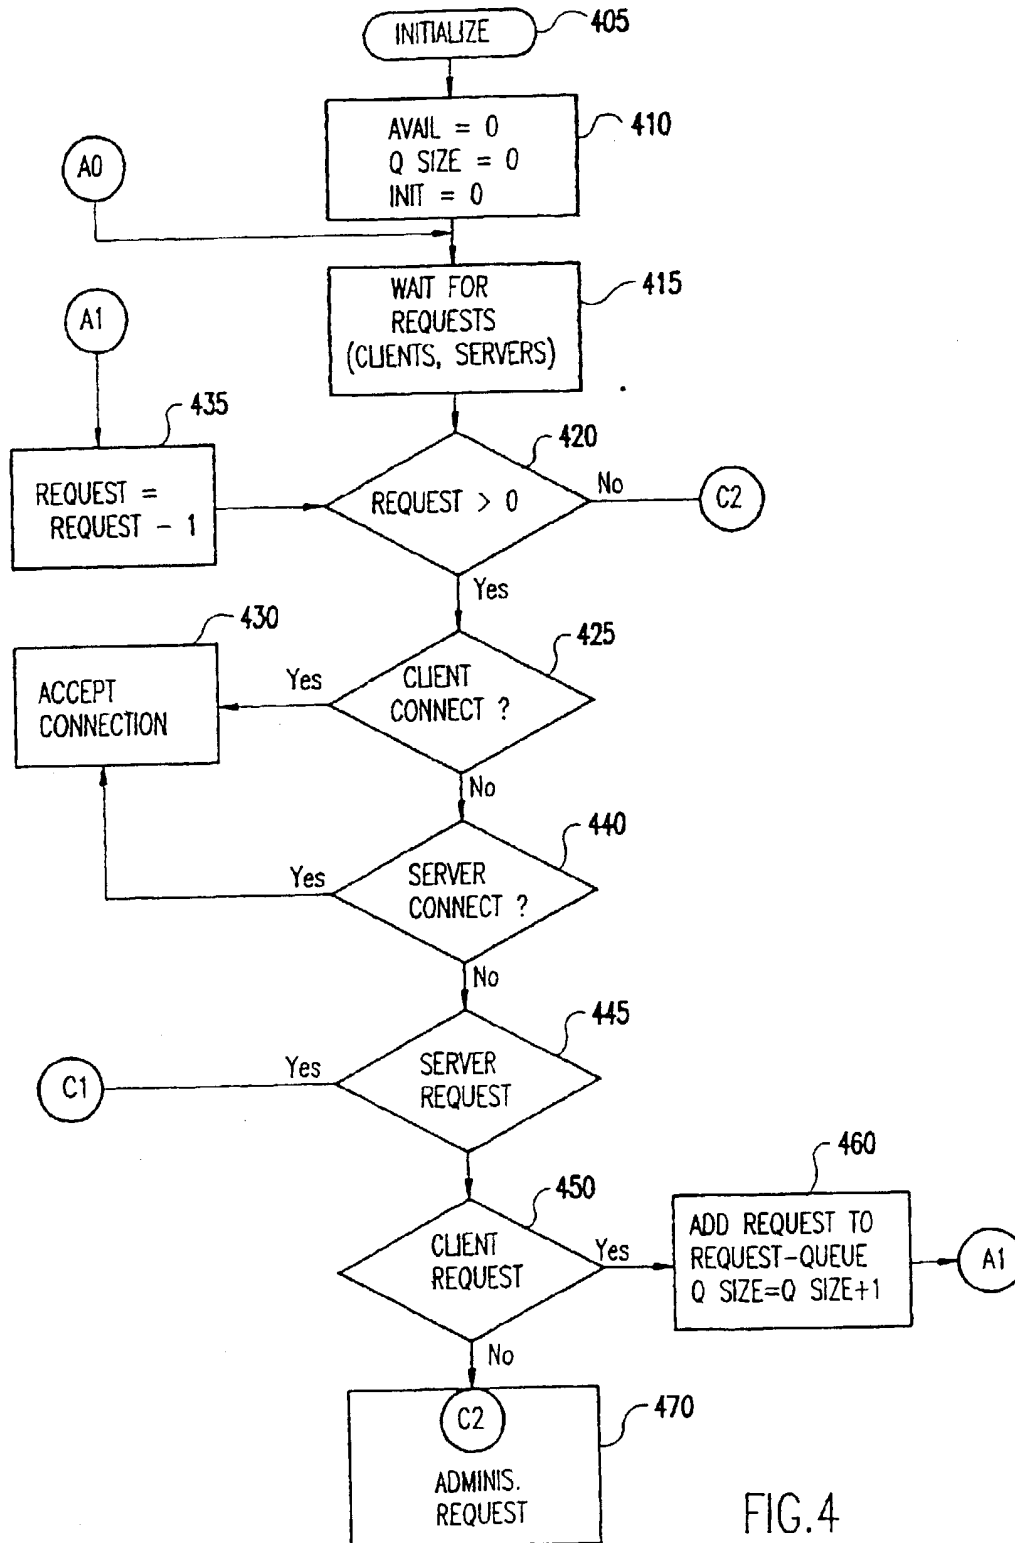 INITIALIZE
405
AVAIL = 0
Q SIZE = 0
INIT = 0
410
A0
WAIT FOR
REQUESTS
(CLIENTS, SERVERS)
415
A1
435
REQUEST =
REQUEST - 1
420
REQUEST > 0
No
C2
Yes
430
ACCEPT
CONNECTION
425
Yes
CLIENT
CONNECT ?
No
440
Yes
SERVER
CONNECT ?
No
445
C1
Yes
SERVER
REQUEST
450
CLIENT
REQUEST
Yes
460
ADD REQUEST TO
REQUEST-QUEUE
Q SIZE=Q SIZE+1
A1
No
C2
470
ADMINIS.
REQUEST
FIG.4